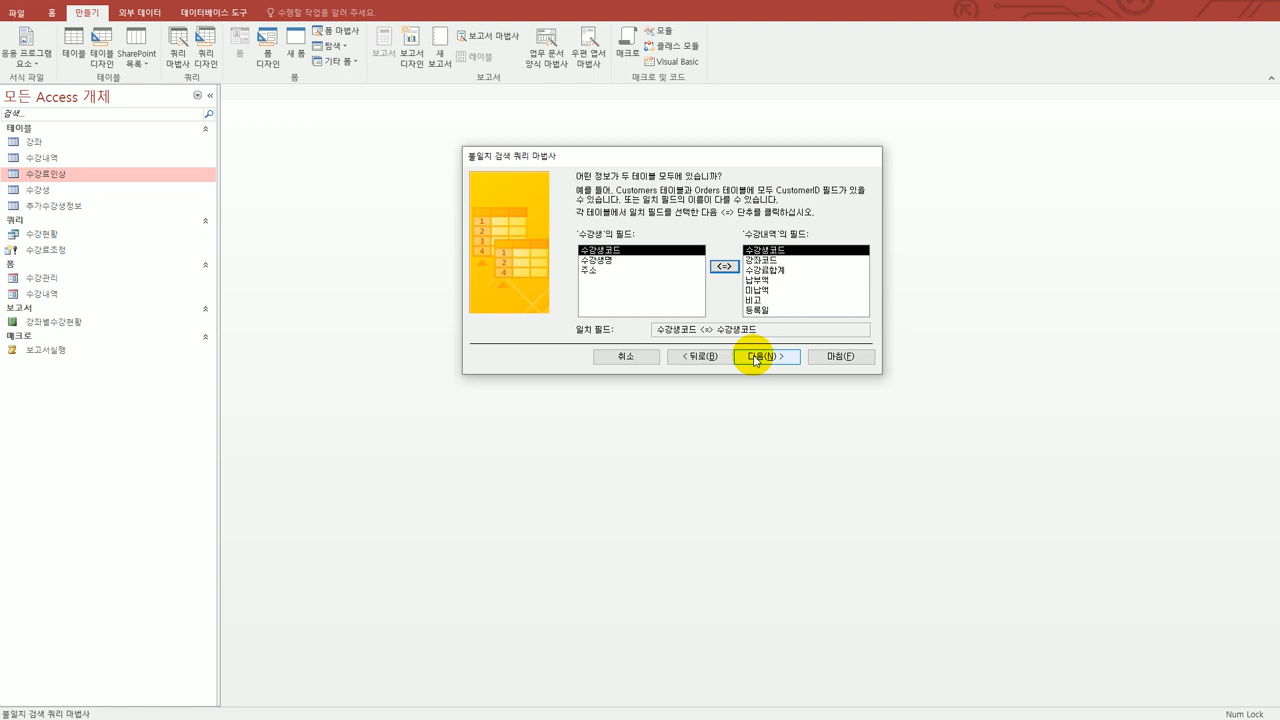 파일 홈 만들기 외부 데이터 데이터베이스 도구 수행할 작업을 알려 주세요.
응용 프로그램 요소
테이블
테이블 디자인
SharePoint 목록
쿼리 마법사
쿼리 디자인
폼
폼 디자인
새 폼
폼 마법사
탐색
기타 폼
보고서
보고서 디자인
새 보고서
보고서 마법사
레이블
업무 문서 양식 마법사
우편 엽서 마법사
매크로
모듈
클래스 모듈
Visual Basic
서식 파일 테이블 쿼리 폼 보고서 매크로 및 코드
모든 Access 개체
검색...
테이블
강좌
수강내역
수강료인상
수강생
추가수강생정보
쿼리
수강현황
수강료조정
폼
수강관리
수강내역
보고서
강좌별수강현황
매크로
보고서실행
불일치 검색 쿼리 마법사
어떤 정보가 두 테이블 모두에 있습니까?
예를 들어, Customers 테이블과 Orders 테이블에 모두 CustomerID 필드가 있을
수 있습니다. 또는 일치 필드의 이름이 다를 수 있습니다.
각 테이블에서 일치 필드를 선택한 다음 <=> 단추를 클릭하십시오.
'수강생'의 필드:
수강생코드
수강생명
주소
<=>
'수강내역'의 필드:
수강생코드
강좌코드
수강료합계
납부액
미납액
비고
등록일
일치 필드: 수강생코드 <=> 수강생코드
취소 < 뒤로(B) 다음(N) > 마침(F)
불일치 검색 쿼리 마법사 Num Lock